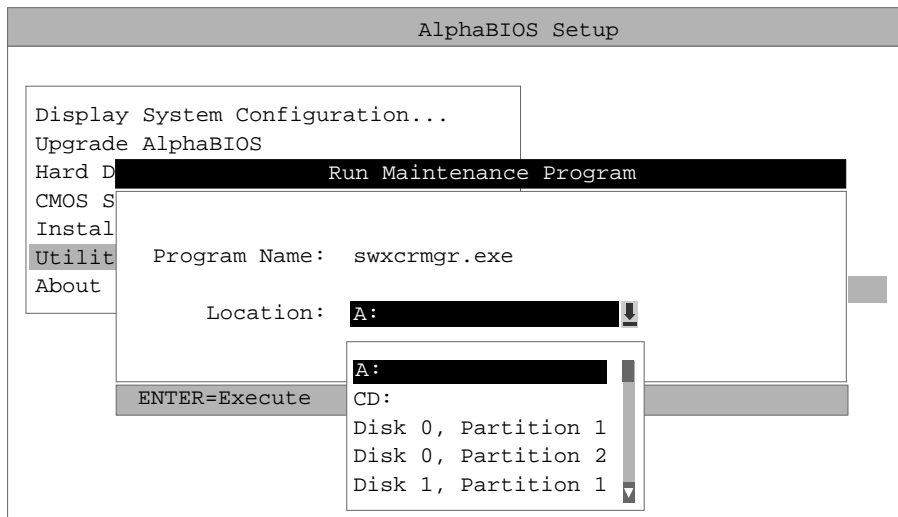 AlphaBIOS Setup
Display System Configuration...
Upgrade AlphaBIOS
Hard D
CMOS S
Instal
Utilit
About
Run Maintenance Program
Program Name: swxcrmgr.exe
Location: A:
A:
CD:
Disk 0, Partition 1
Disk 0, Partition 2
Disk 1, Partition 1
ENTER=Execute